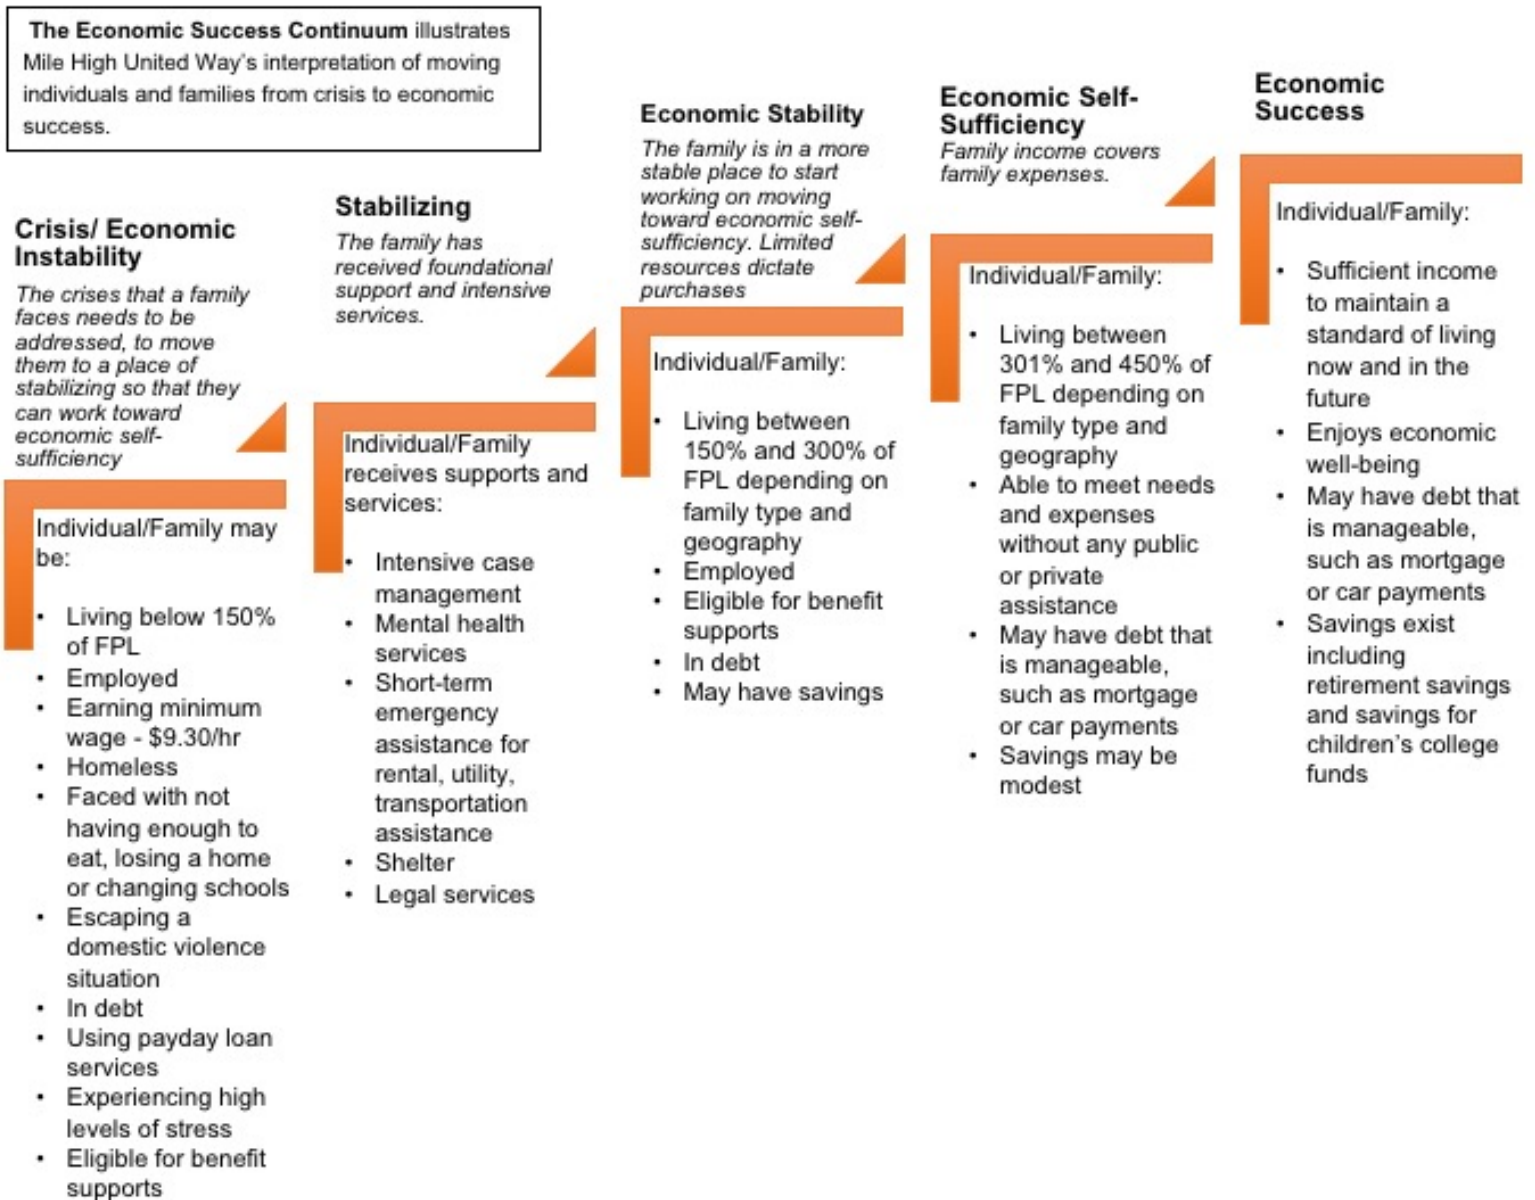 The Economic Success Continuum illustrates
Mile High United Way's interpretation of moving
individuals and families from crisis to economic
success.
Crisis/ Economic
Instability
The crises that a family
faces needs to be
addressed, to move
them to a place of
stabilizing so that they
can work toward
economic self-
sufficiency
Individual/Family may
be:
• Living below 150%
of FPL
• Employed
• Earning minimum
wage - $9.30/hr
• Homeless
• Faced with not
having enough to
eat, losing a home
or changing schools
• Escaping a
domestic violence
situation
• In debt
• Using payday loan
services
• Experiencing high
levels of stress
• Eligible for benefit
supports
Stabilizing
The family has
received foundational
support and intensive
services.
Individual/Family
receives supports and
services:
• Intensive case
management
• Mental health
services
• Short-term
emergency
assistance for
rental, utility,
transportation
assistance
• Shelter
• Legal services
Economic Stability
The family is in a more
stable place to start
working on moving
toward economic self-
sufficiency. Limited
resources dictate
purchases
Individual/Family:
• Living between
150% and 300% of
FPL depending on
family type and
geography
• Employed
• Eligible for benefit
supports
• In debt
• May have savings
Economic Self-
Sufficiency
Family income covers
family expenses.
Individual/Family:
• Living between
301% and 450% of
FPL depending on
family type and
geography
• Able to meet needs
and expenses
without any public
or private
assistance
• May have debt that
is manageable,
such as mortgage
or car payments
• Savings may be
modest
Economic
Success
Individual/Family:
• Sufficient income
to maintain a
standard of living
now and in the
future
• Enjoys economic
well-being
• May have debt that
is manageable,
such as mortgage
or car payments
• Savings exist
including
retirement savings
and savings for
children's college
funds